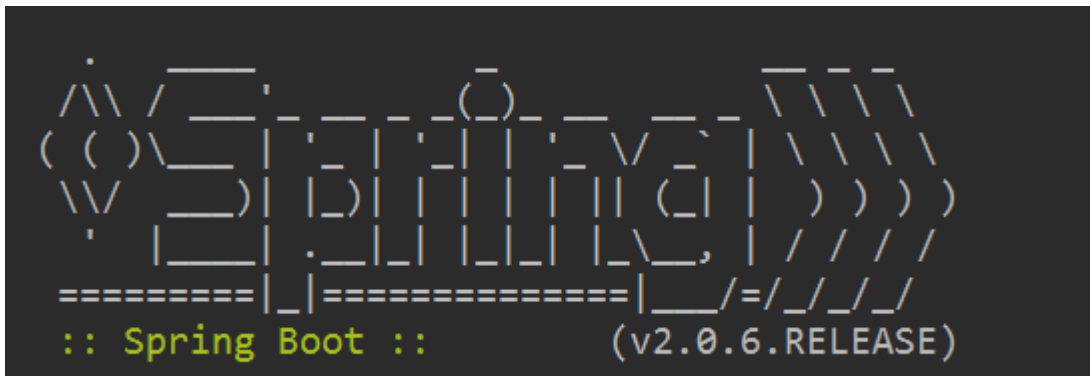 .   ____          _            __ _ _
 /\\ / ___'_ __ _ _(_)_ __  __ _ \ \ \ \
( ( )\___ | '_ | '_| | '_ \/ _` | \ \ \ \
 \\/  ___)| |_)| | | | | || (_| |  ) ) ) )
  '  |____| .__|_| |_|_| |_\__, | / / / /
 =========|_|==============|___/=/_/_/_/
 :: Spring Boot ::        (v2.0.6.RELEASE)